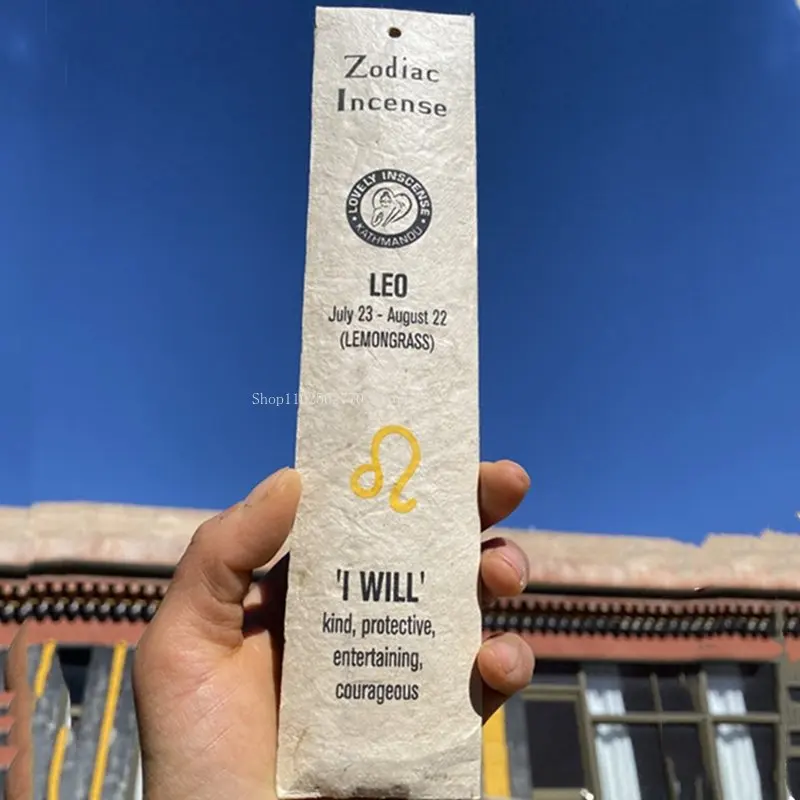 Zodiac
Incense
LOVELY INSCENSE
KATHMANDU
LEO
July 23 - August 22
(LEMONGRASS)
'I WILL'
kind, protective,
entertaining,
courageous